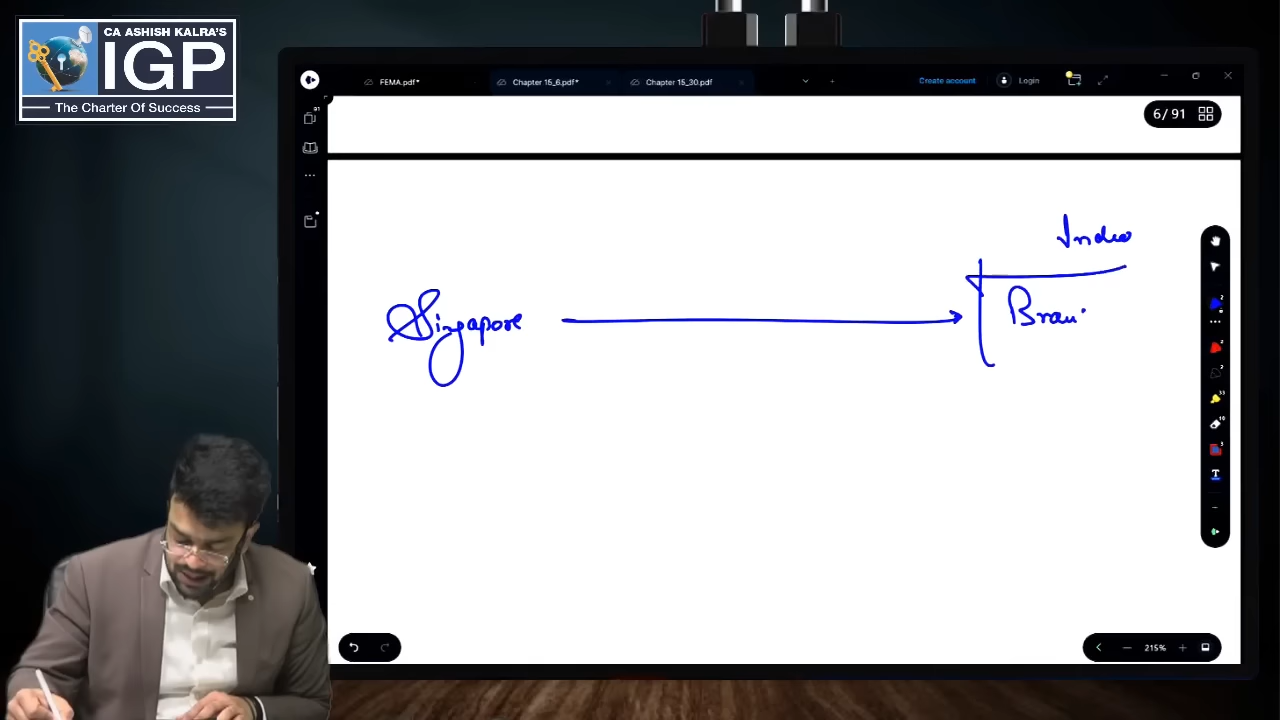 CA ASHISH KALRA'S
IGP
The Charter Of Success
FEMA.pdf*
Chapter 15_6.pdf*
Chapter 15_30.pdf
Create account
Login
91
6/ 91
India
Singapore
Bran
215%